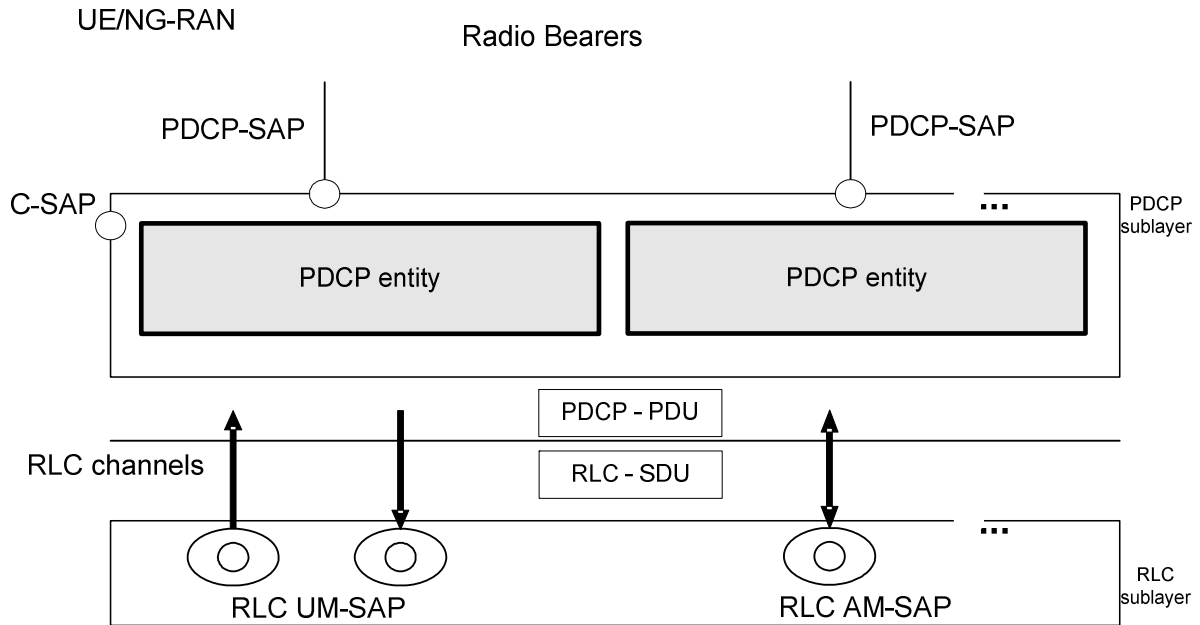 UE/NG-RAN
Radio Bearers
PDCP-SAP
PDCP-SAP
C-SAP
...
PDCP
sublayer
PDCP entity
PDCP entity
PDCP - PDU
RLC channels
RLC - SDU
...
RLC UM-SAP
RLC AM-SAP
RLC
sublayer